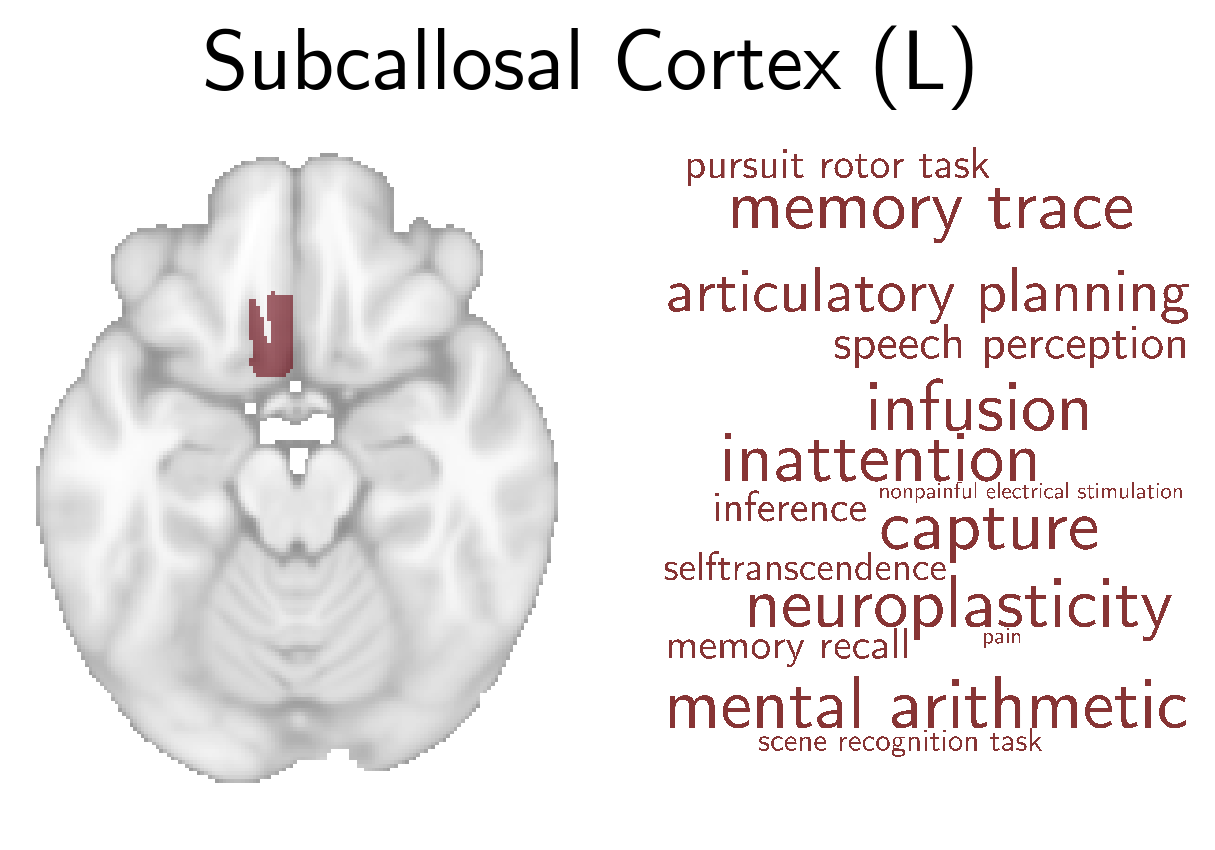 Subcallosal Cortex (L)
pursuit rotor task
memory trace
articulatory planning
speech perception
infusion
inattention
nonpainful electrical stimulation
inference
capture
selftranscendence
neuroplasticity
pain
memory recall
mental arithmetic
scene recognition task